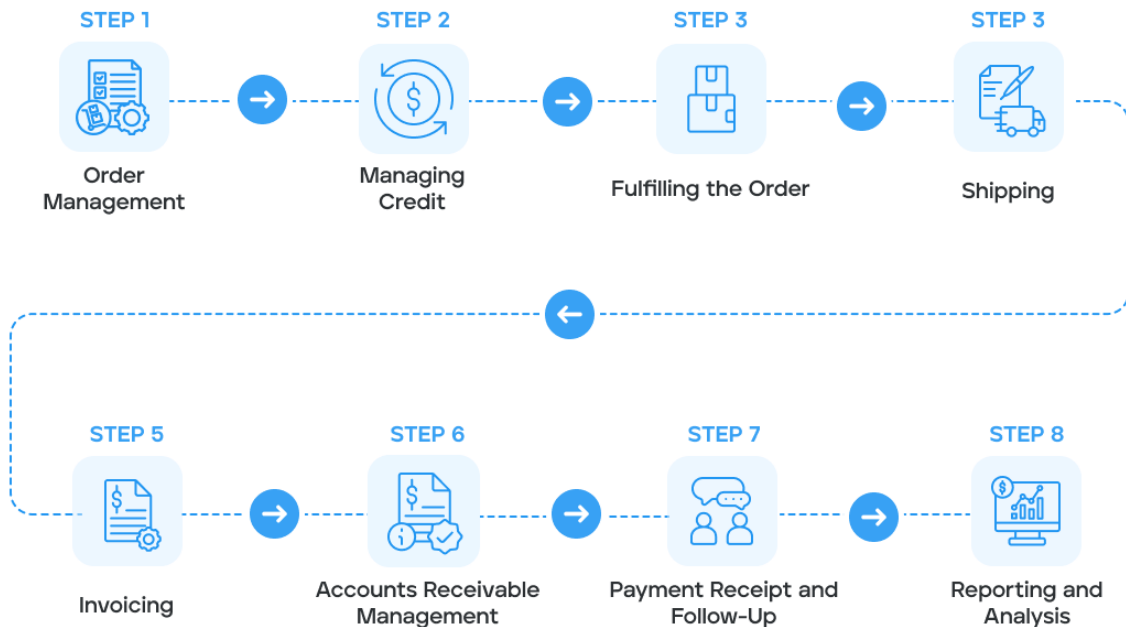 STEP 1
Order
Management
STEP 2
Managing
Credit
STEP 3
Fulfilling the Order
STEP 3
Shipping
STEP 5
Invoicing
STEP 6
Accounts Receivable
Management
STEP 7
Payment Receipt and
Follow-Up
STEP 8
Reporting and
Analysis